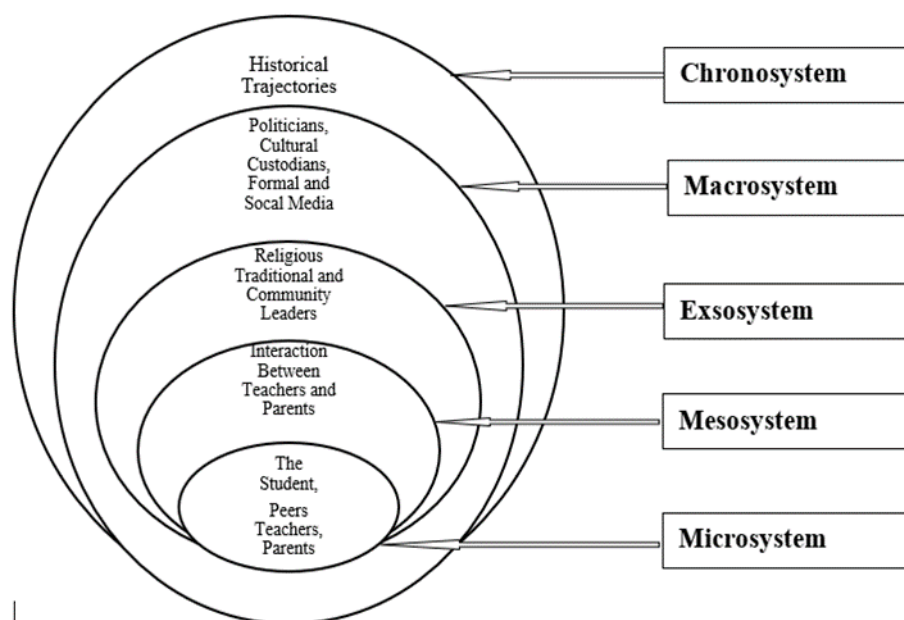 Historical
Trajectories
Chronosystem
Politicians,
Cultural
Custodians,
Formal and
Socal Media
Macrosystem
Religious
Traditional and
Community
Leaders
Exsosystem
Interaction
Between
Teachers and
Parents
Mesosystem
The
Student,
Peers
Teachers,
Parents
Microsystem